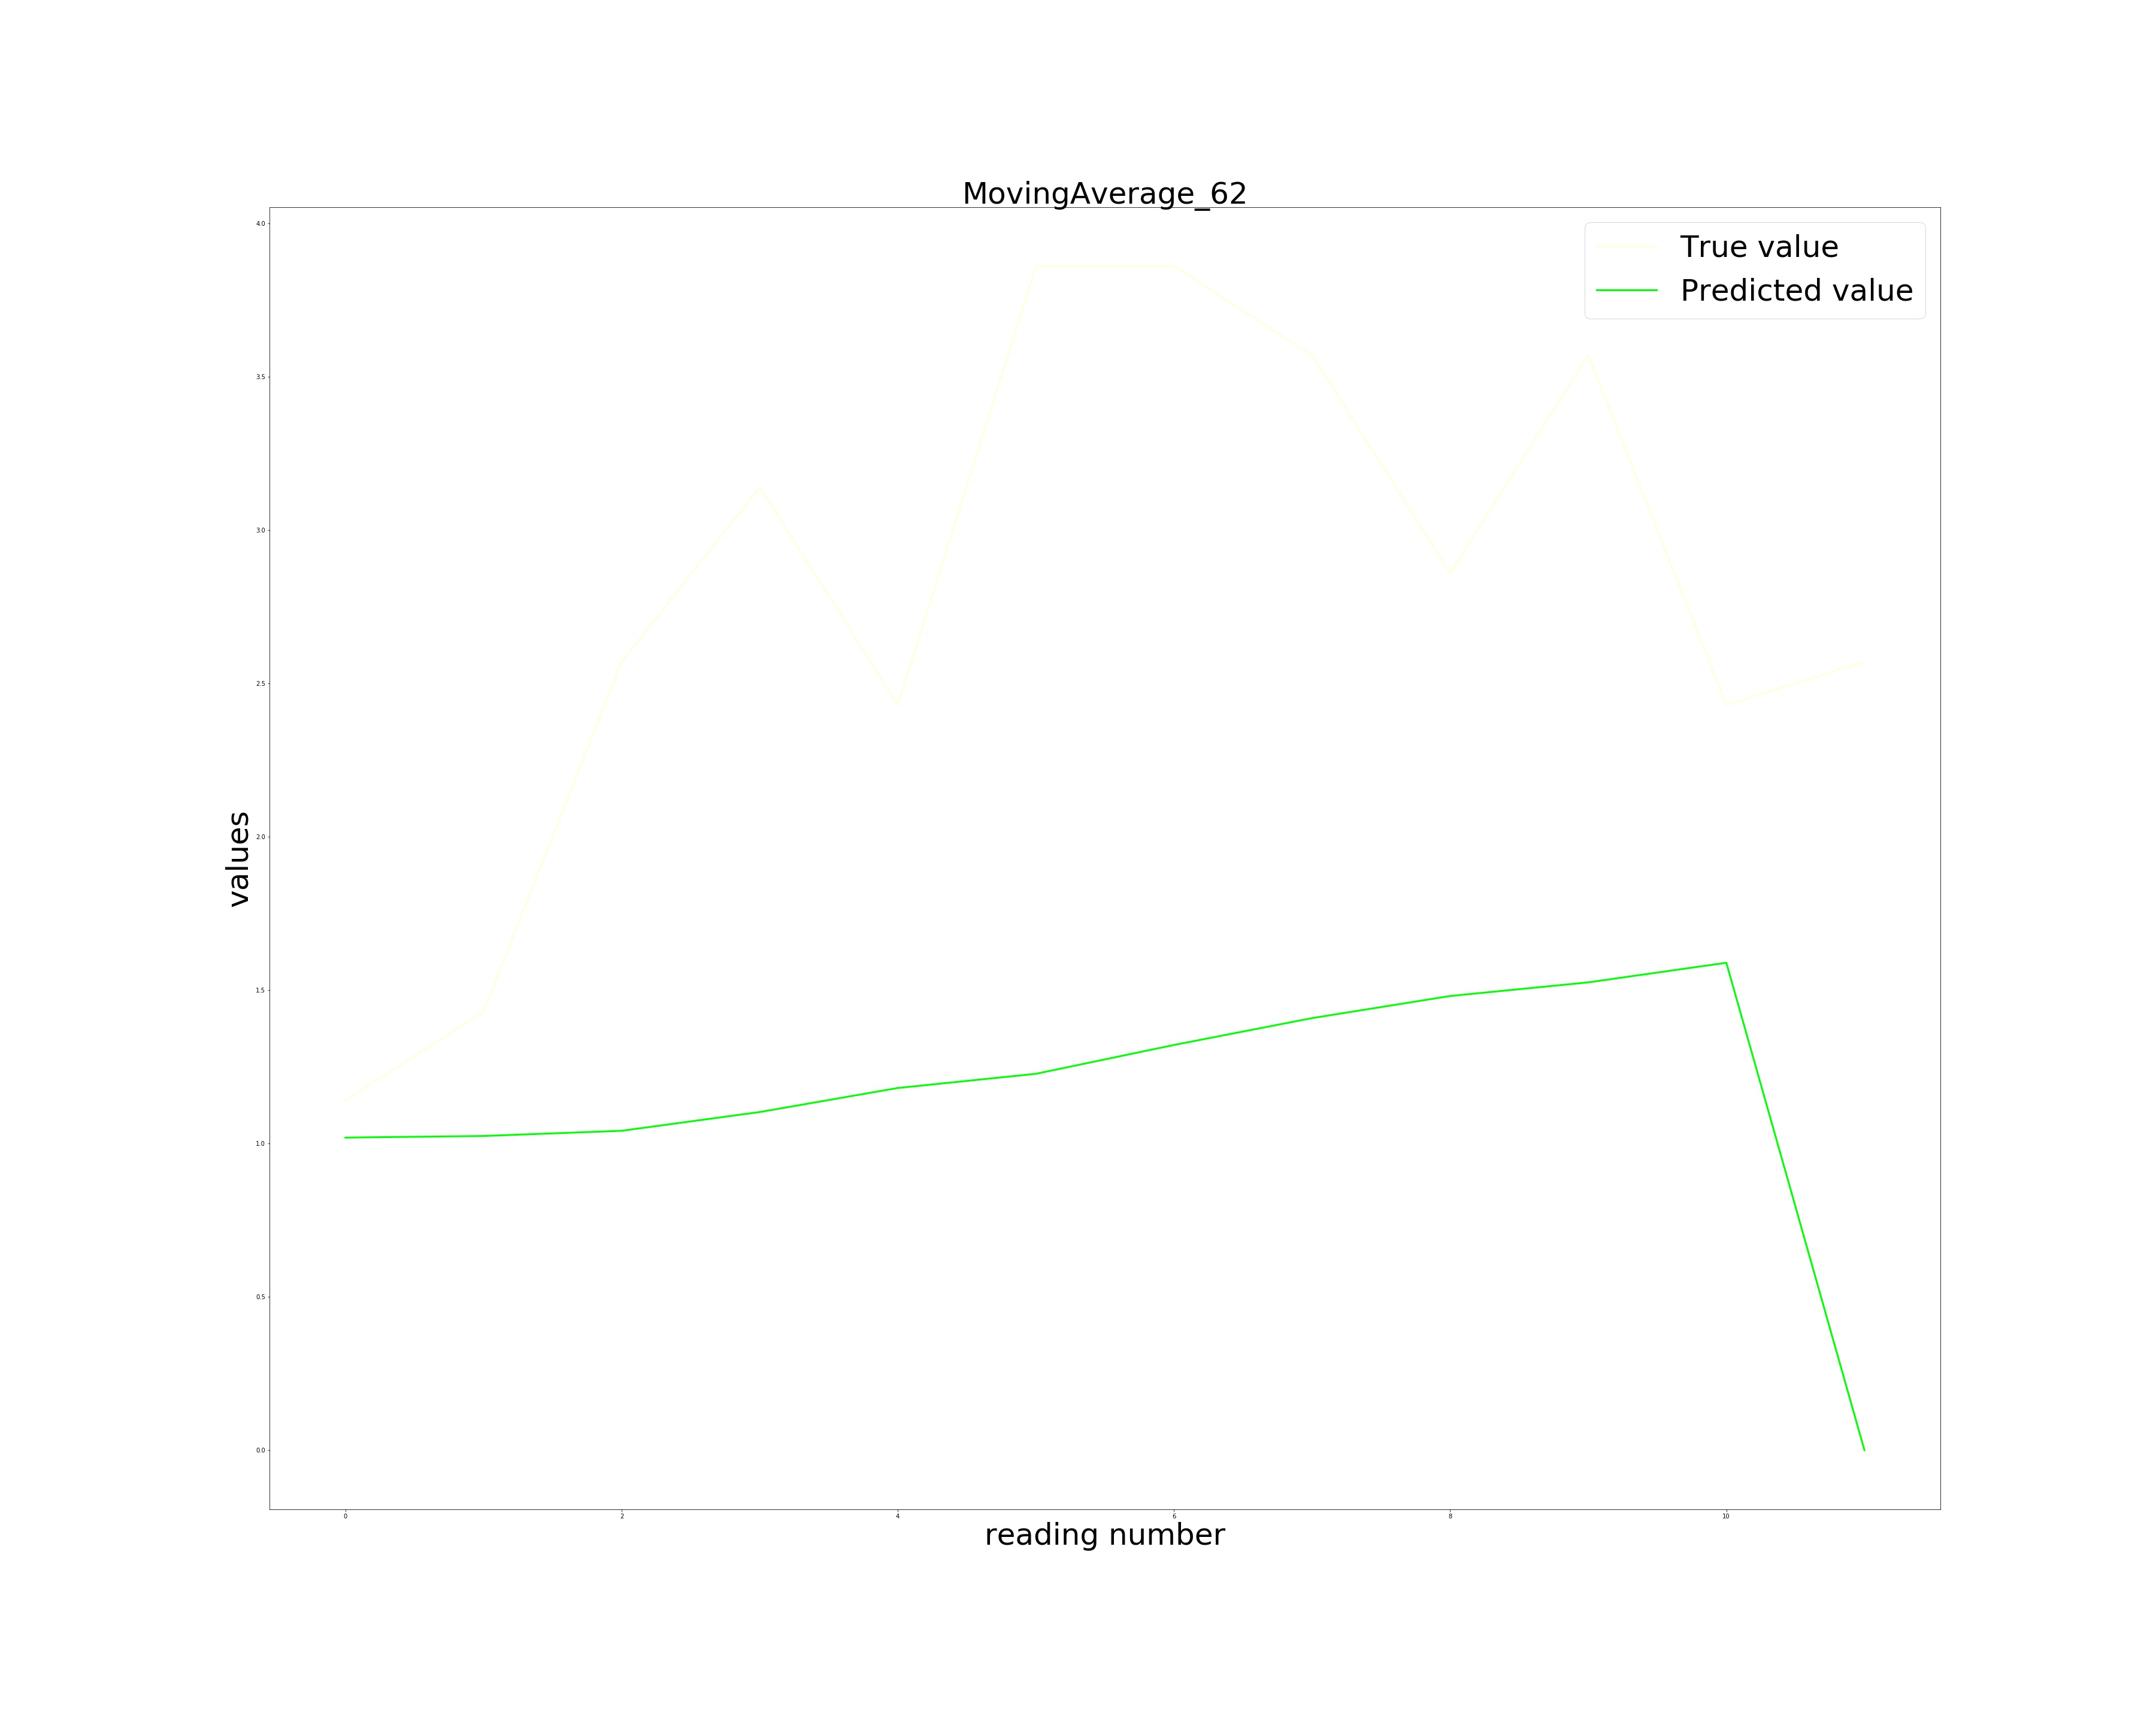 MovingAverage_62
True value
Predicted value
4.0
3.5
3.0
2.5
2.0
1.5
1.0
0.5
0.0
values
0 2 4 6 8 10
reading number